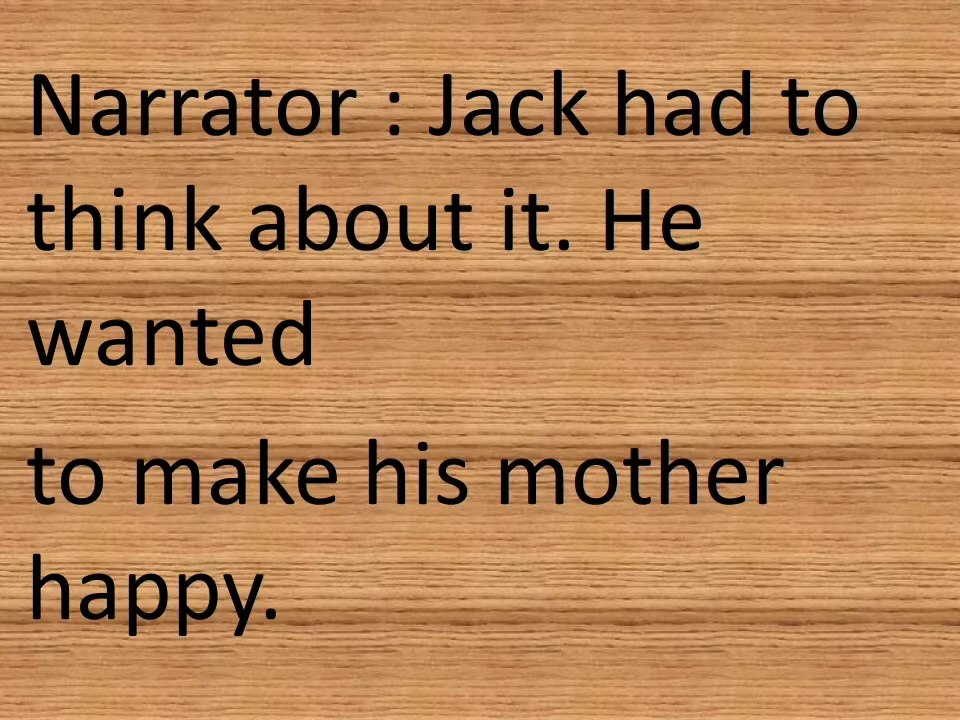 Narrator : Jack had to
think about it. He
wanted
to make his mother
happy.